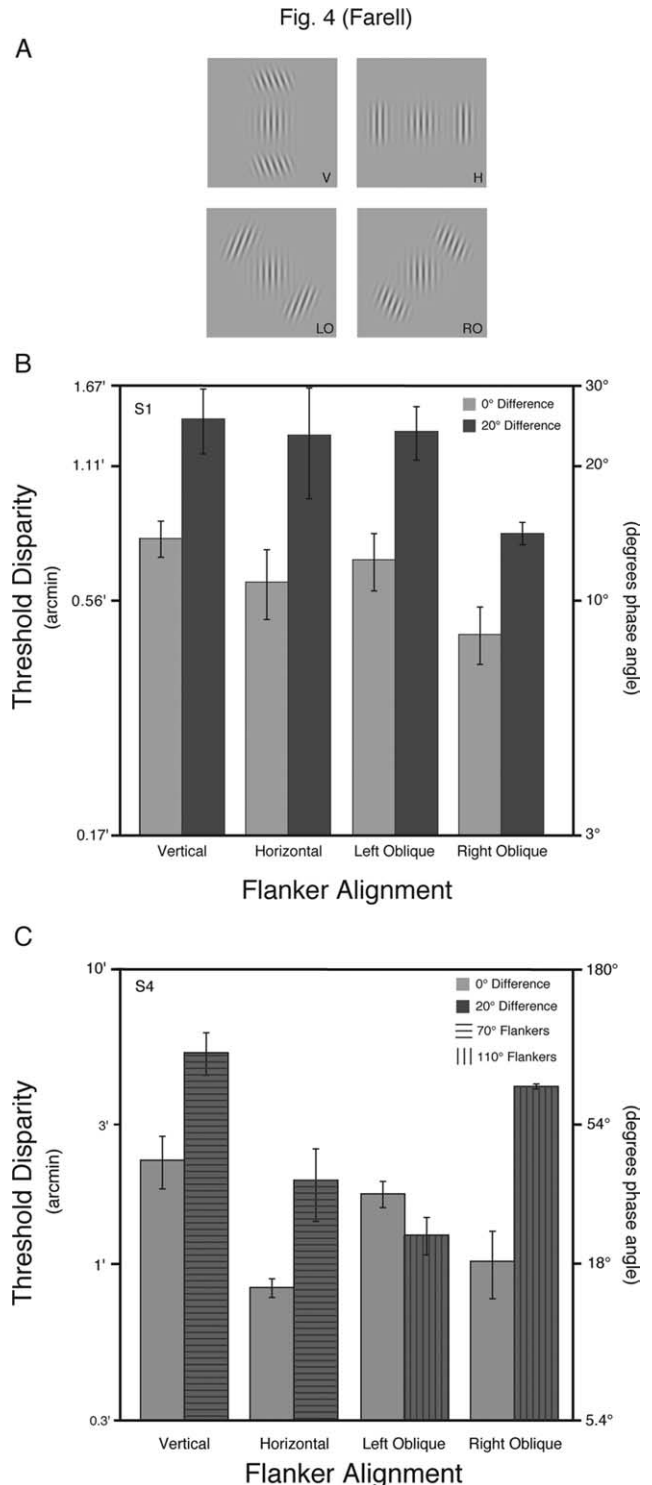 Fig. 4 (Farell)
A
V
H
LO
RO
B
1.67'
30°
S1
0° Difference
20° Difference
1.11'
20°
Threshold Disparity
(arcmin)
(degrees phase angle)
0.56'
10°
0.17'
3°
Vertical
Horizontal
Left Oblique
Right Oblique
Flanker Alignment
C
10'
180°
S4
0° Difference
20° Difference
70° Flankers
110° Flankers
3'
54°
Threshold Disparity
(arcmin)
(degrees phase angle)
1'
18°
0.3'
5.4°
Vertical
Horizontal
Left Oblique
Right Oblique
Flanker Alignment